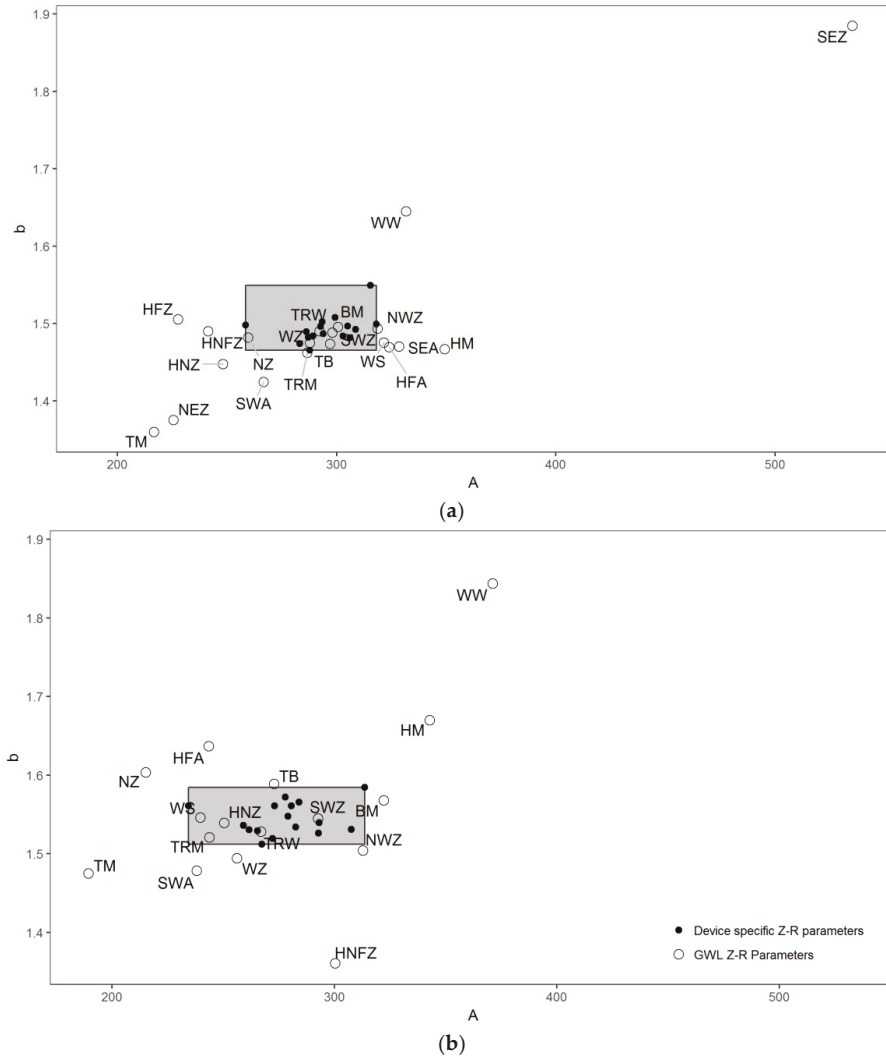 1.9
SEZ
1.8
1.7
WW
1.6
b
HFZ
TRW
BM
NWZ
1.5
HNFZ
WZ
SWZ
SEA
HM
HNZ
NZ
TB
WS
TRM
HFA
SWA
1.4
NEZ
TM
200
300
400
500
A
(a)
1.9
WW
1.8
1.7
HM
HFA
NZ
TB
1.6
b
WS
HNZ
SWZ
BM
TRM
TRW
NWZ
1.5
TM
SWA
WZ
1.4
HNFZ
Device specific Z-R parameters
GWL Z-R Parameters
200
300
400
500
A
(b)